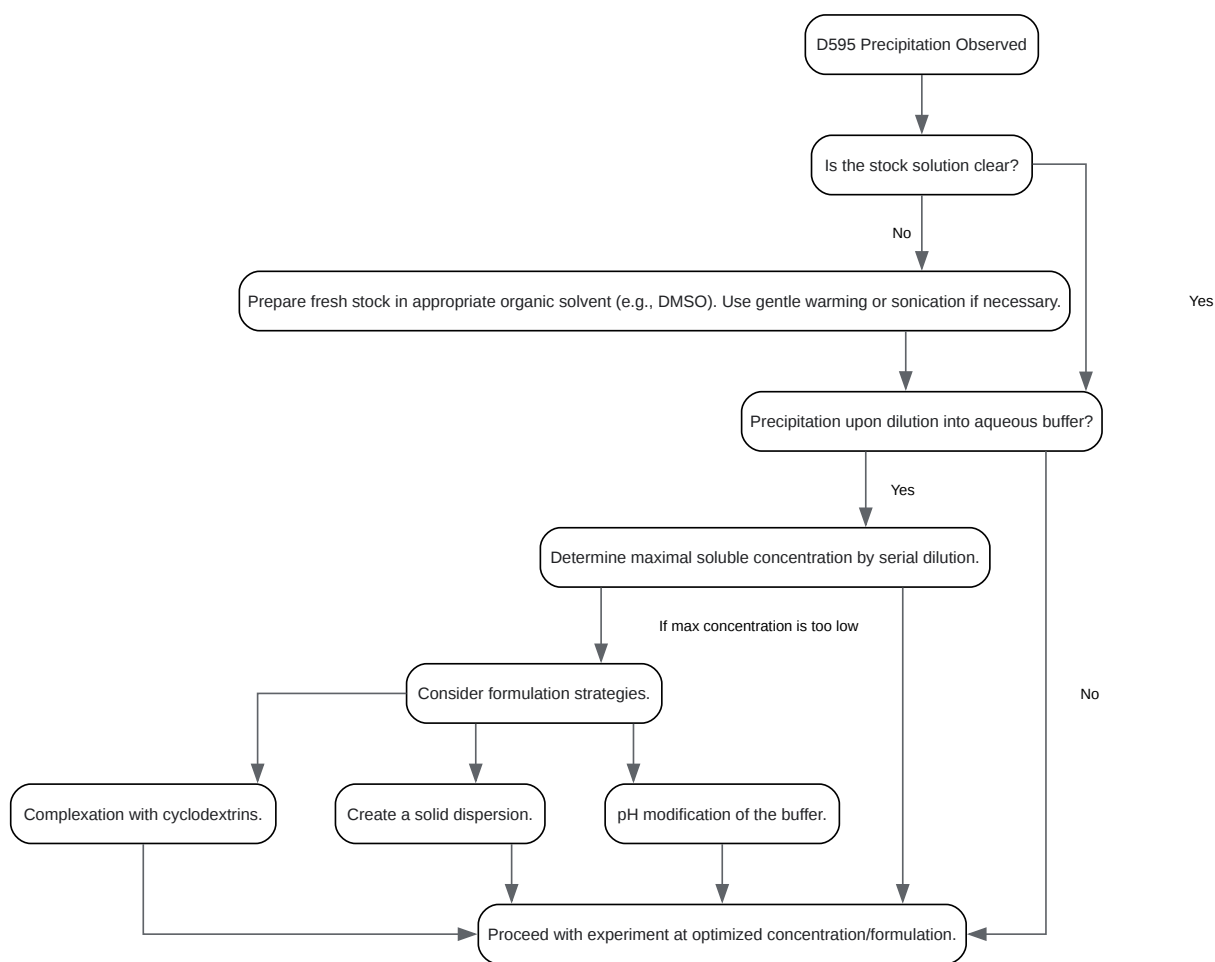 D595 Precipitation Observed
Is the stock solution clear?
No
Prepare fresh stock in appropriate organic solvent (e.g., DMSO). Use gentle warming or sonication if necessary.
Yes
Precipitation upon dilution into aqueous buffer?
Yes
Determine maximal soluble concentration by serial dilution.
If max concentration is too low
Consider formulation strategies.
No
Complexation with cyclodextrins.
Create a solid dispersion.
pH modification of the buffer.
Proceed with experiment at optimized concentration/formulation.